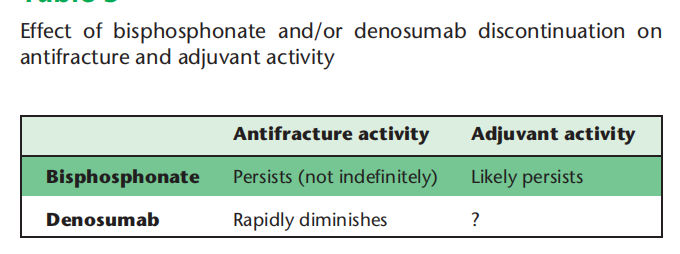 Effect of bisphosphonate and/or denosumab discontinuation on
antifracture and adjuvant activity
Antifracture activity Adjuvant activity
Bisphosphonate Persists (not indefinitely) Likely persists
Denosumab Rapidly diminishes ?